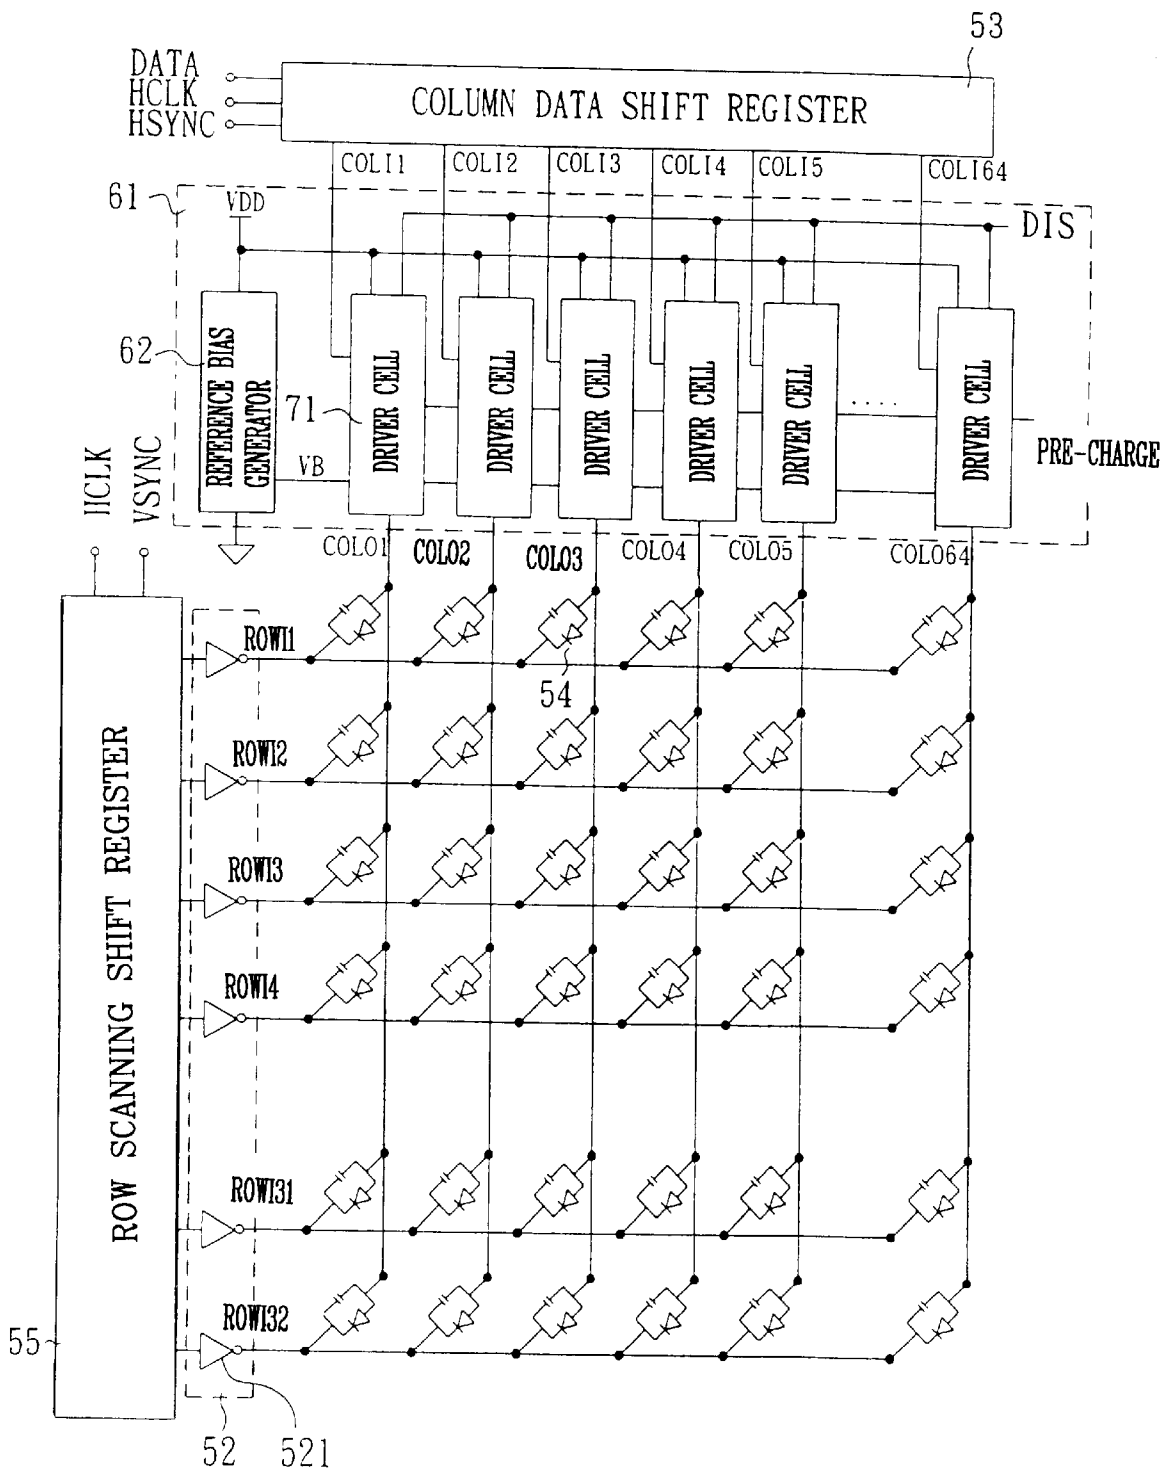 53
DATA
HCLK
HSYNC
COLUMN DATA SHIFT REGISTER
COLI1
COLI2
COLI3
COLI4
COLI5
COLI64
61
VDD
DIS
62
REFERENCE BIAS
GENERATOR
71
DRIVER CELL
DRIVER CELL
DRIVER CELL
DRIVER CELL
DRIVER CELL
....
DRIVER CELL
PRE-CHARGE
VB
HCLK
VSYNC
COLO1
COLO2
COLO3
COLO4
COLO5
COLO64
ROWI1
54
ROWI2
ROWI3
ROWI4
ROWI31
ROWI32
ROW SCANNING SHIFT REGISTER
55
52
521